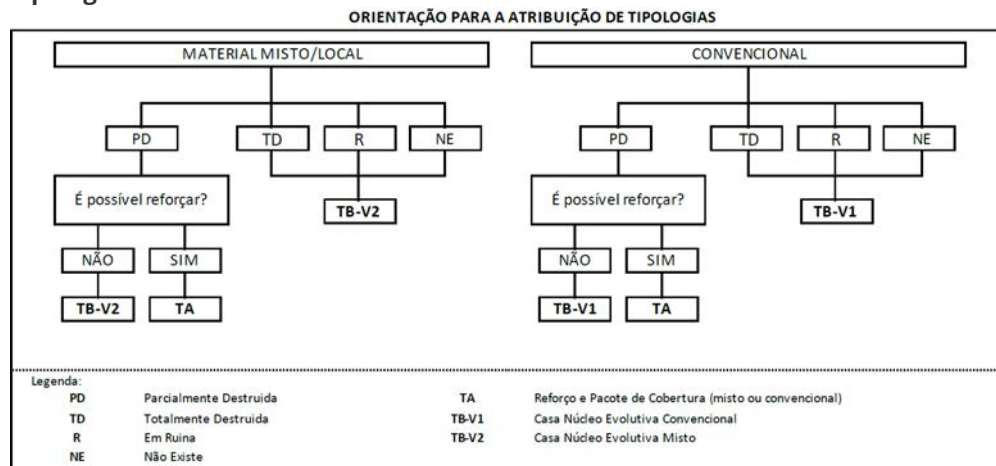 ORIENTAÇÃO PARA A ATRIBUIÇÃO DE TIPOLOGIAS
MATERIAL MISTO/LOCAL
CONVENCIONAL
PD TD R NE
PD TD R NE
É possível reforçar?
TB-V2
É possível reforçar?
TB-V1
NÃO SIM
NÃO SIM
TB-V2 TA
TB-V1 TA
Legenda:
PD Parcialmente Destruida
TD Totalmente Destruida
R Em Ruina
NE Não Existe
TA Reforço e Pacote de Cobertura (misto ou convencional)
TB-V1 Casa Núcleo Evolutiva Convencional
TB-V2 Casa Núcleo Evolutiva Misto